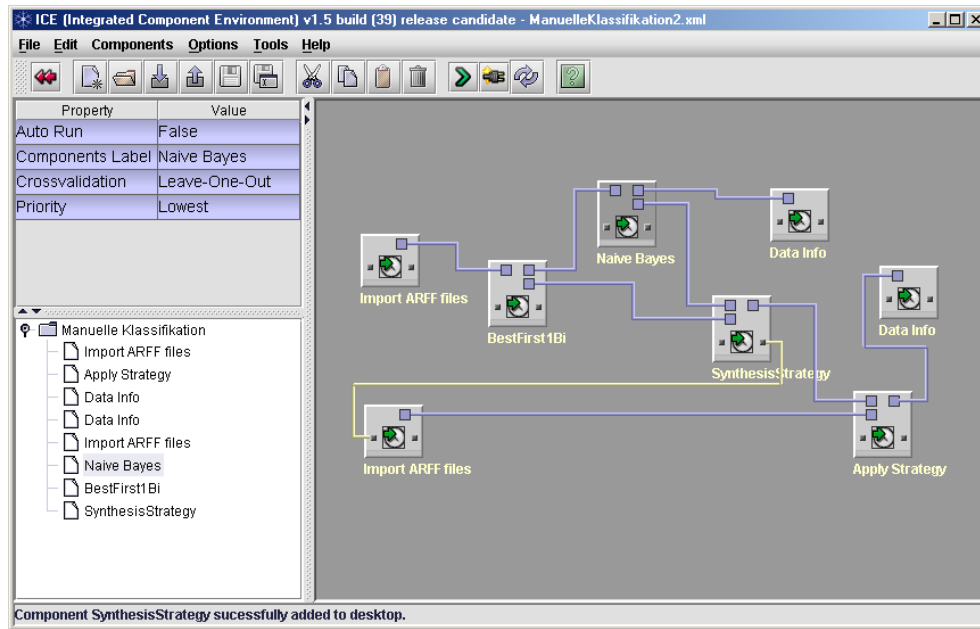 ICE (Integrated Component Environment) v1.5 build (39) release candidate - ManuelleKlassifikation2.xml
File Edit Components Options Tools Help
Property Value
Auto Run False
Components Label Naive Bayes
Crossvalidation Leave-One-Out
Priority Lowest
Manuelle Klassifikation
Import ARFF files
Apply Strategy
Data Info
Data Info
Import ARFF files
Naive Bayes
BestFirst1Bi
SynthesisStrategy
Naive Bayes
Data Info
Import ARFF files
BestFirst1Bi
Data Info
SynthesisStrategy
Import ARFF files
Apply Strategy
Component SynthesisStrategy sucessfully added to desktop.